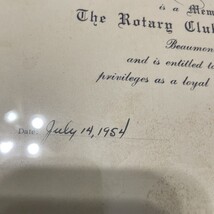 is a Mem
The Rotary Club
Beaumon
and is entitled to
privileges as a loyal
Date: July 14, 1954